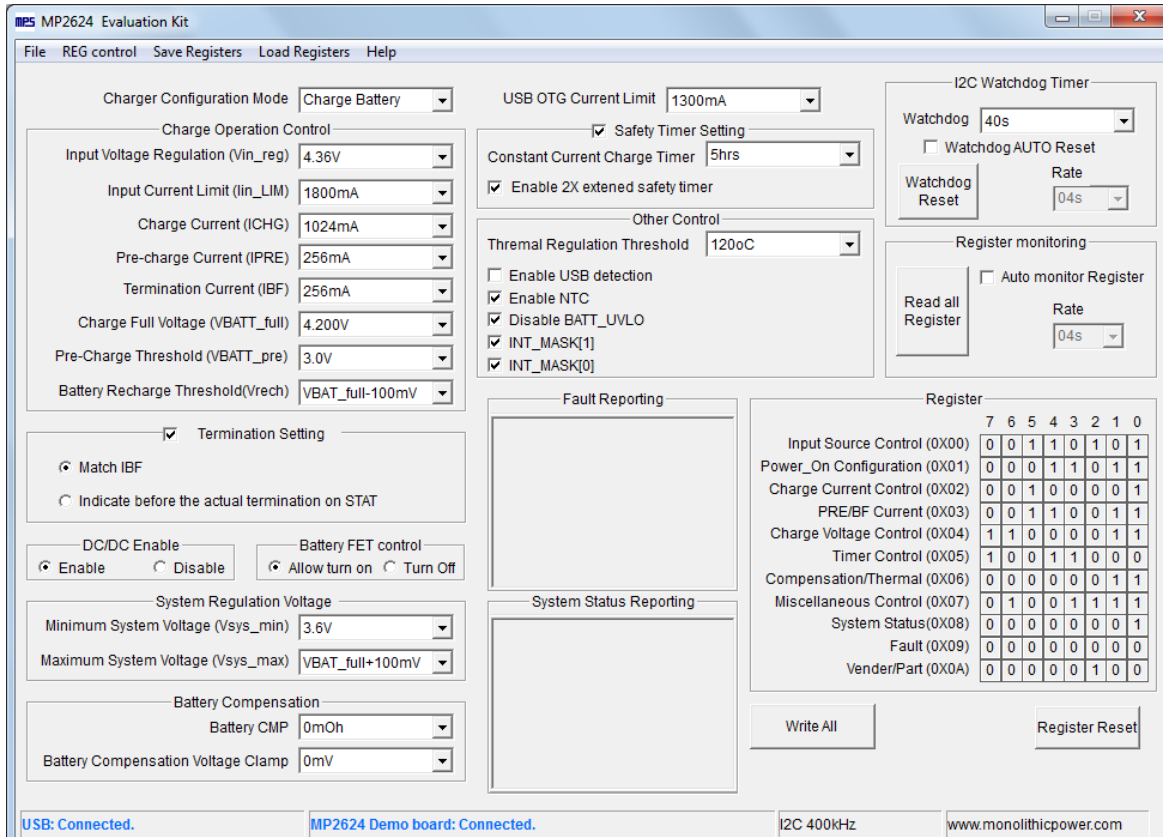 mps MP2624 Evaluation Kit
File REG control Save Registers Load Registers Help
Charger Configuration Mode Charge Battery
Charge Operation Control
Input Voltage Regulation (Vin_reg) 4.36V
Input Current Limit (Iin_LIM) 1800mA
Charge Current (ICHG) 1024mA
Pre-charge Current (IPRE) 256mA
Termination Current (IBF) 256mA
Charge Full Voltage (VBATT_full) 4.200V
Pre-Charge Threshold (VBATT_pre) 3.0V
Battery Recharge Threshold(Vrech) VBAT_full-100mV
Termination Setting
Match IBF
Indicate before the actual termination on STAT
DC/DC Enable
Enable Disable
Battery FET control
Allow turn on Turn Off
System Regulation Voltage
Minimum System Voltage (Vsys_min) 3.6V
Maximum System Voltage (Vsys_max) VBAT_full+100mV
Battery Compensation
Battery CMP 0mOh
Battery Compensation Voltage Clamp 0mV
USB OTG Current Limit 1300mA
Safety Timer Setting
Constant Current Charge Timer 5hrs
Enable 2X extened safety timer
Other Control
Thremal Regulation Threshold 120oC
Enable USB detection
Enable NTC
Disable BATT_UVLO
INT_MASK[1]
INT_MASK[0]
Fault Reporting
System Status Reporting
I2C Watchdog Timer
Watchdog 40s
Watchdog AUTO Reset
Watchdog Reset
Rate
04s
Register monitoring
Auto monitor Register
Read all Register
Rate
04s
Register
7 6 5 4 3 2 1 0
Input Source Control (0X00) 0 0 1 1 0 1 0 1
Power_On Configuration (0X01) 0 0 0 1 1 0 1 1
Charge Current Control (0X02) 0 0 1 0 0 0 0 1
PRE/BF Current (0X03) 0 0 1 1 0 0 1 1
Charge Voltage Control (0X04) 1 1 0 0 0 0 1 1
Timer Control (0X05) 1 0 0 1 1 0 0 0
Compensation/Thermal (0X06) 0 0 0 0 0 0 1 1
Miscellaneous Control (0X07) 0 1 0 0 1 1 1 1
System Status(0X08) 0 0 0 0 0 0 0 1
Fault (0X09) 0 0 0 0 0 0 0 0
Vender/Part (0X0A) 0 0 0 0 0 1 0 0
Write All
Register Reset
USB: Connected.
MP2624 Demo board: Connected.
I2C 400kHz
www.monolithicpower.com